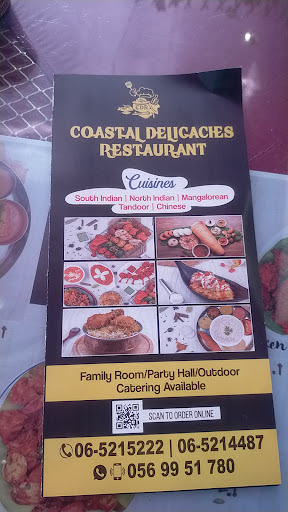 COASTAL DELICACIES
RESTAURANT
Cuisines
South Indian | North Indian | Mangalorean
Tandoor | Chinese
Family Room/Party Hall/Outdoor
Catering Available
SCAN TO ORDER ONLINE
06-5215222 | 06-5214487
056 99 51 780